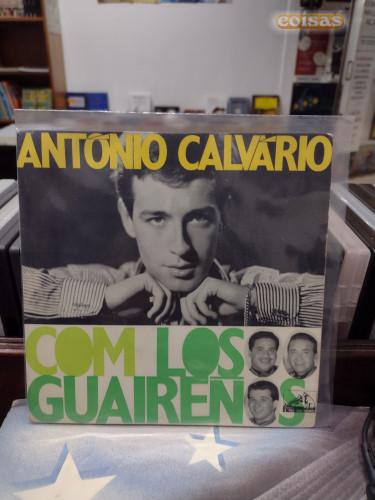 coisas
ANTÓNIO CALVÁRIO
COM LOS
GUAIREÑOS